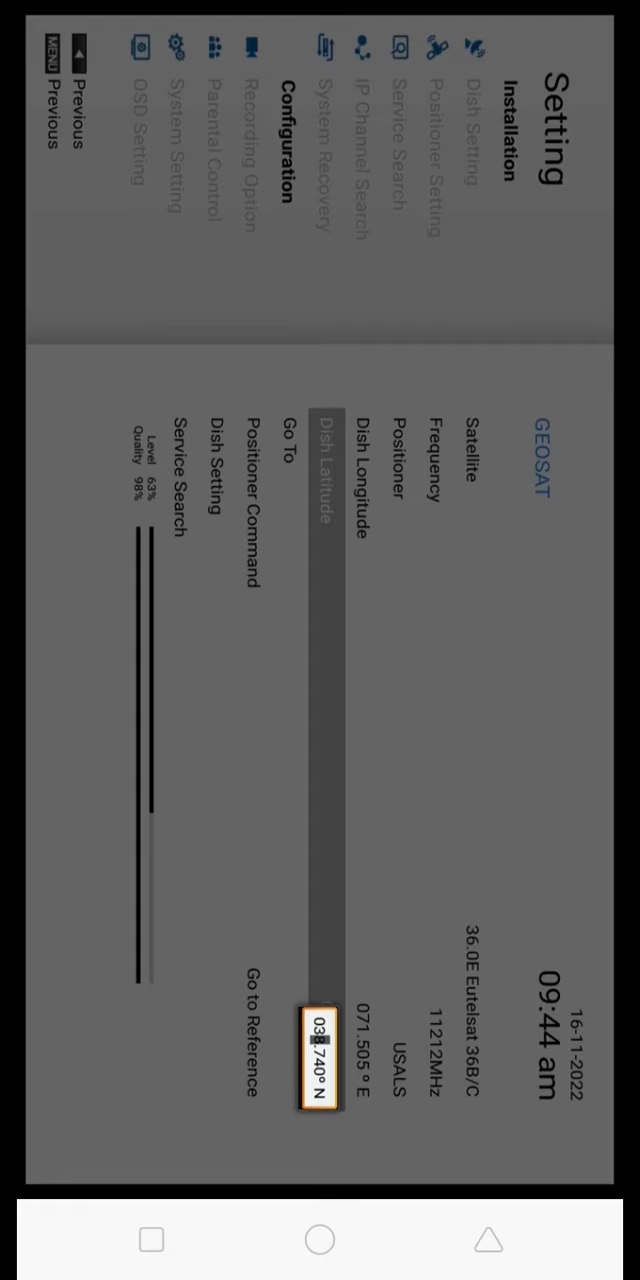 Setting
Installation
Dish Setting
Positioner Setting
Service Search
IP Channel Search
System Recovery
Configuration
Recording Option
Parental Control
System Setting
OSD Setting
Previous
MENU Previous
16-11-2022
09:44 am
GEOSAT
Satellite 36.0E Eutelsat 36B/C
Frequency 11212MHz
Positioner USALS
Dish Longitude 071.505 º E
Dish Latitude 038.740º N
Go To
Positioner Command Go to Reference
Dish Setting
Service Search
Level 63%
Quality 98%